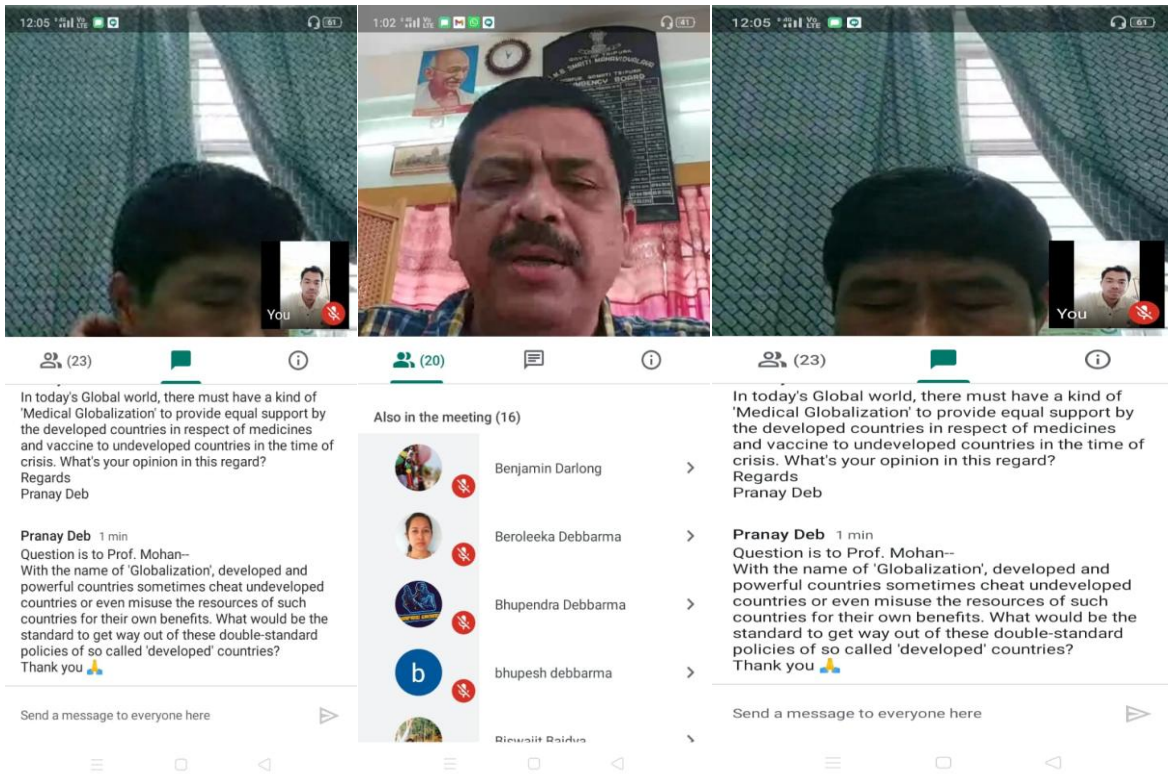 12:05
61
You
(23)
In today's Global world, there must have a kind of
'Medical Globalization' to provide equal support by
the developed countries in respect of medicines
and vaccine to undeveloped countries in the time of
crisis. What's your opinion in this regard?
Regards
Pranay Deb
Pranay Deb 1 min
Question is to Prof. Mohan--
With the name of 'Globalization', developed and
powerful countries sometimes cheat undeveloped
countries or even misuse the resources of such
countries for their own benefits. What would be the
standard to get way out of these double-standard
policies of so called 'developed' countries?
Thank you 🙏
Send a message to everyone here
1:02
41
(20)
Also in the meeting (16)
Benjamin Darlong
Beroleeka Debbarma
Bhupendra Debbarma
b
bhupesh debbarma
Biswajit Baidya
12:05
61
You
(23)
In today's Global world, there must have a kind of
'Medical Globalization' to provide equal support by
the developed countries in respect of medicines
and vaccine to undeveloped countries in the time of
crisis. What's your opinion in this regard?
Regards
Pranay Deb
Pranay Deb 1 min
Question is to Prof. Mohan--
With the name of 'Globalization', developed and
powerful countries sometimes cheat undeveloped
countries or even misuse the resources of such
countries for their own benefits. What would be the
standard to get way out of these double-standard
policies of so called 'developed' countries?
Thank you 🙏
Send a message to everyone here